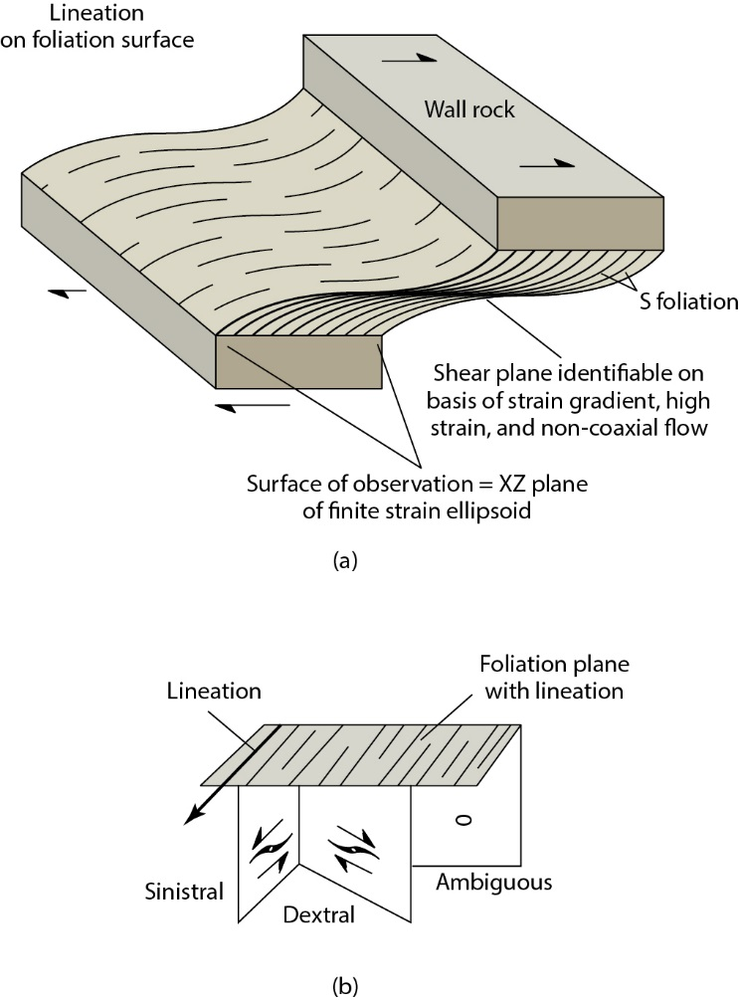 Lineation
on foliation surface
Wall rock
S foliation
Shear plane identifiable on
basis of strain gradient, high
strain, and non-coaxial flow
Surface of observation = XZ plane
of finite strain ellipsoid
(a)
Foliation plane
with lineation
Lineation
Sinistral
Dextral
Ambiguous
(b)